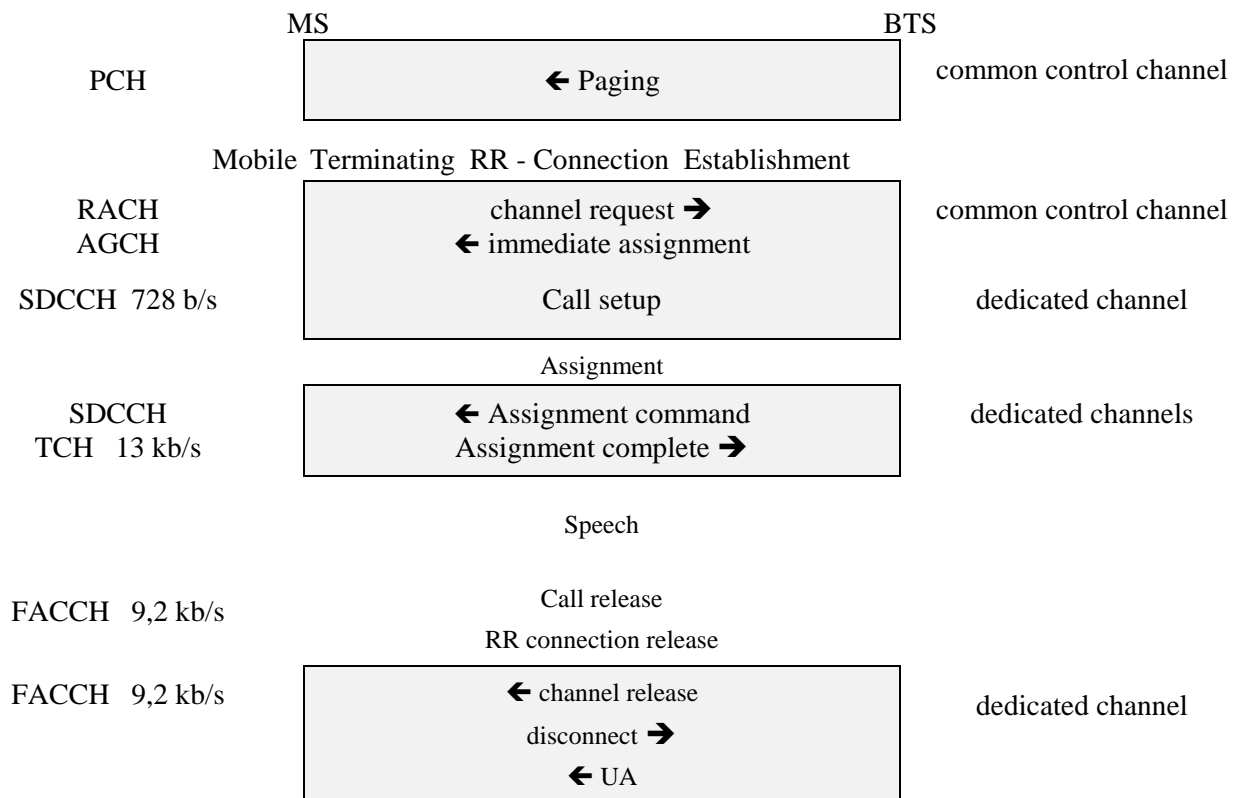 MS BTS
PCH 🡸 Paging common control channel
Mobile Terminating RR - Connection Establishment
RACH channel request 🡺 common control channel
AGCH 🡸 immediate assignment
SDCCH 728 b/s Call setup dedicated channel
Assignment
SDCCH 🡸 Assignment command dedicated channels
TCH 13 kb/s Assignment complete 🡺
Speech
FACCH 9,2 kb/s Call release
RR connection release
FACCH 9,2 kb/s 🡸 channel release dedicated channel
disconnect 🡺
🡸 UA